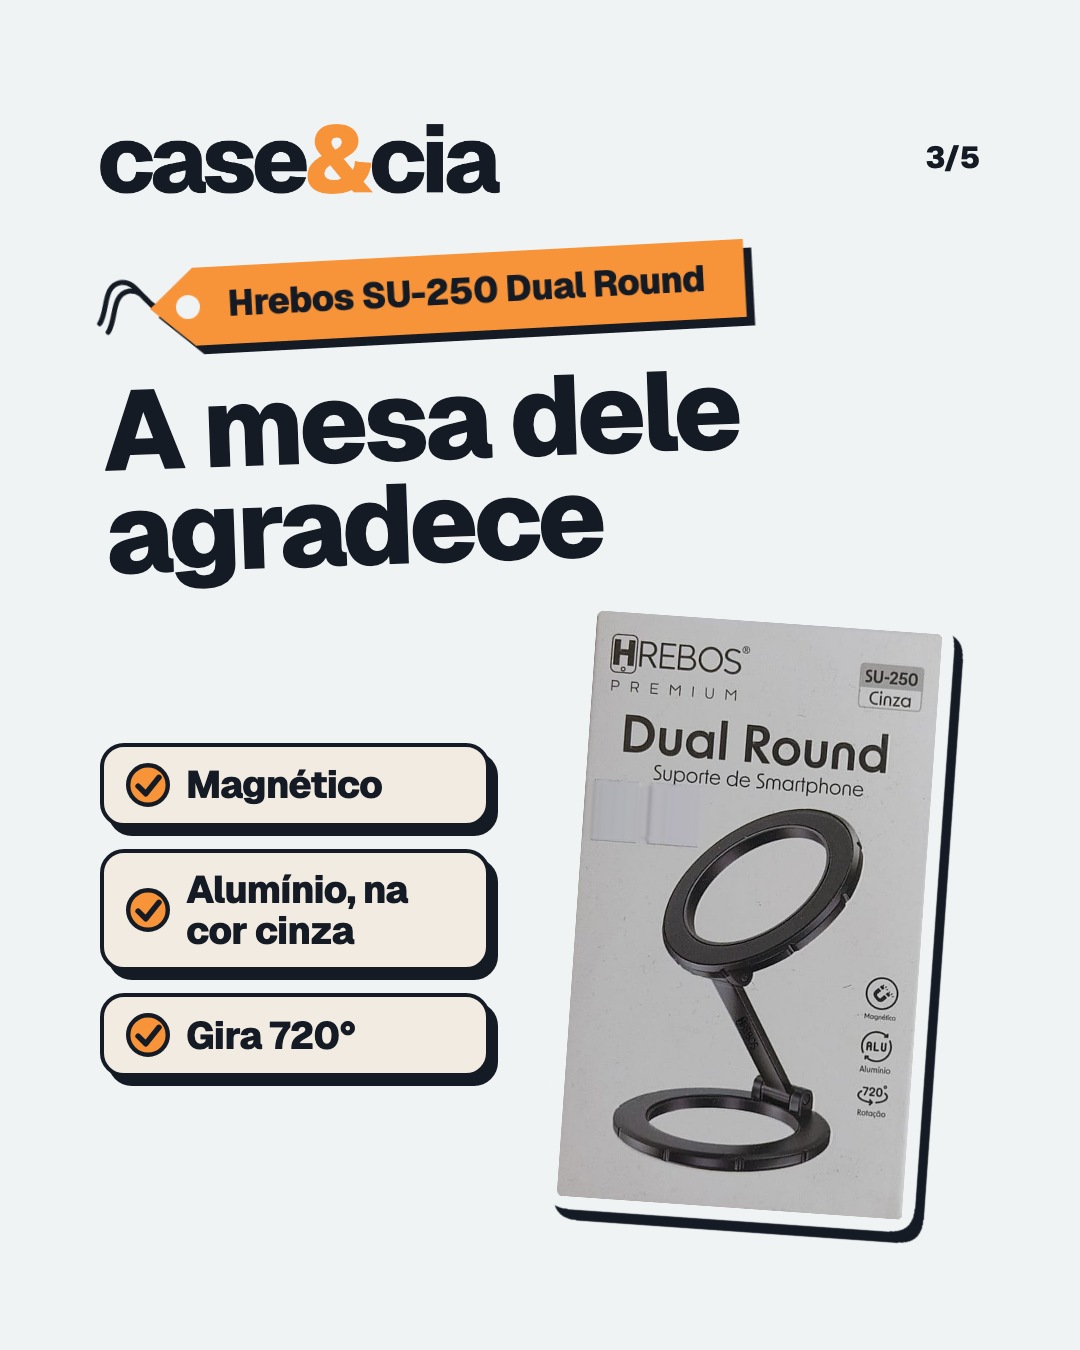 case&cia
3/5
Hrebos SU-250 Dual Round
A mesa dele
agradece
Magnético
Alumínio, na
cor cinza
Gira 720°
HREBOS®
PREMIUM
SU-250
Cinza
Dual Round
Suporte de Smartphone
HREBOS
Magnético
ALU
Alumínio
720°
Rotação